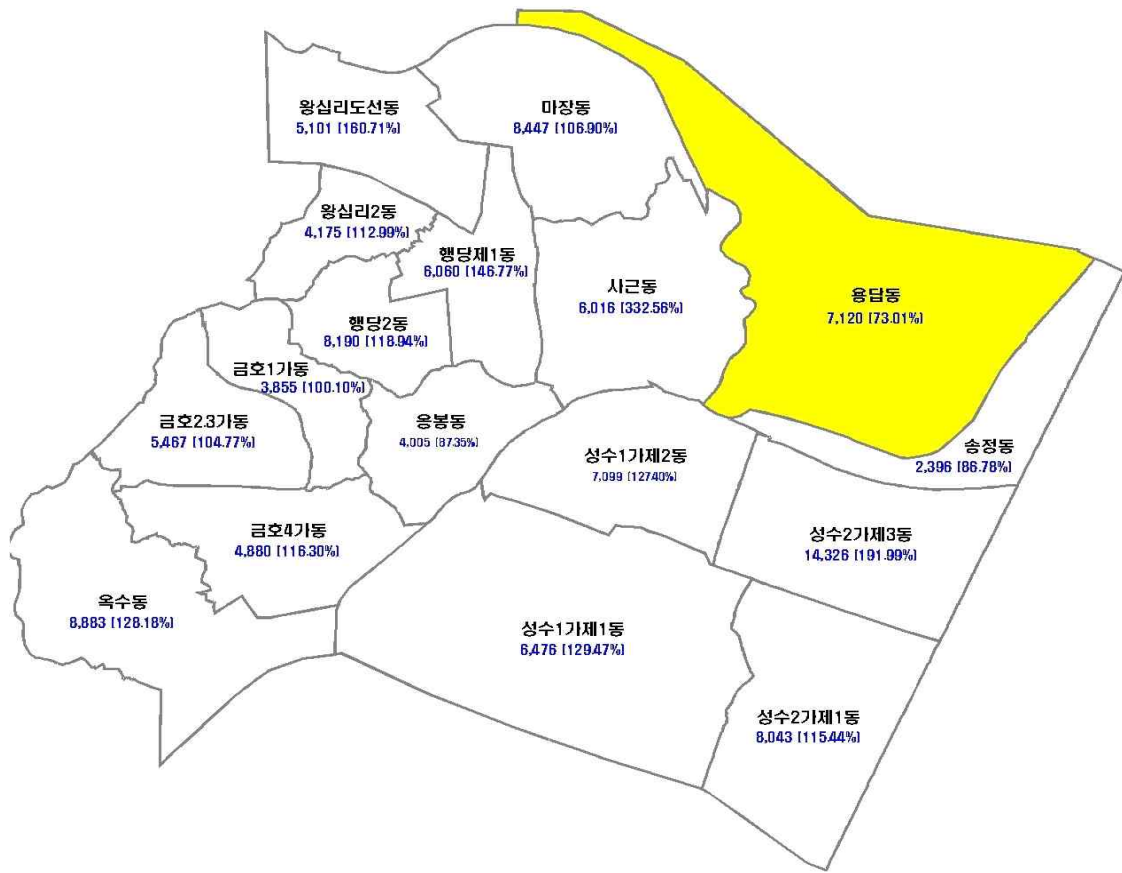 왕십리도선동
5,101 (160.71%)
마장동
8,447 (106.90%)
왕십리2동
4,175 (112.99%)
행당제1동
6,060 (146.77%)
사근동
6,016 (332.56%)
용답동
7,120 (73.01%)
행당2동
8,190 (118.94%)
금호1가동
3,855 (100.10%)
금호2.3가동
5,467 (104.77%)
응봉동
4,005 (87.35%)
성수1가제2동
7,099 (127.40%)
송정동
2,396 (86.78%)
금호4가동
4,880 (116.30%)
성수2가제3동
14,326 (191.99%)
옥수동
8,883 (128.18%)
성수1가제1동
6,476 (129.47%)
성수2가제1동
8,043 (115.44%)